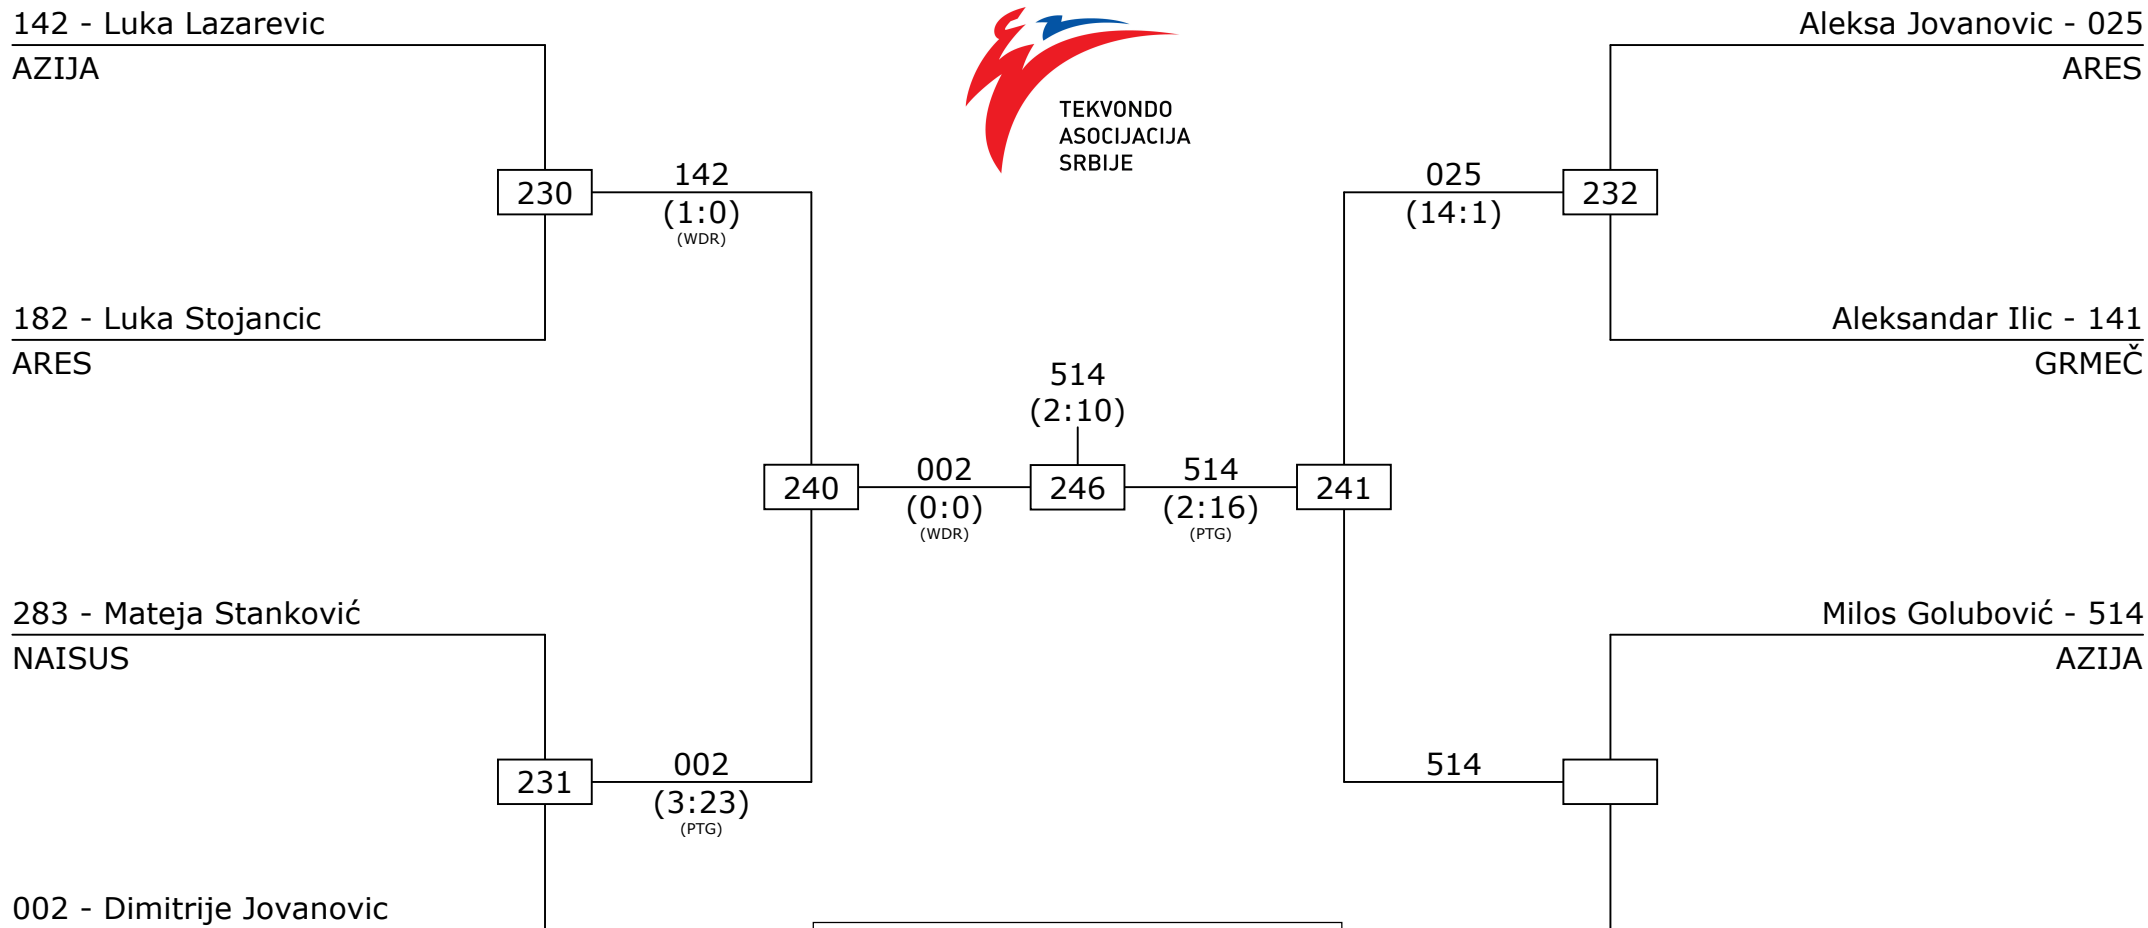 142 - Luka Lazarevic
AZIJA
Aleksa Jovanovic - 025
ARES
TEKVONDO
ASOCIJACIJA
SRBIJE
230
142
(1:0)
(WDR)
025
(14:1)
232
182 - Luka Stojancic
ARES
Aleksandar Ilic - 141
GRMEČ
514
(2:10)
240
002
(0:0)
(WDR)
246
514
(2:16)
(PTG)
241
283 - Mateja Stanković
NAISUS
Milos Golubović - 514
AZIJA
231
002
(3:23)
(PTG)
514
002 - Dimitrije Jovanovic